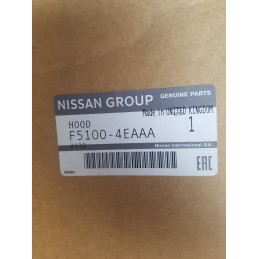 NISSAN GROUP GENUINE PARTS
Made in UNITED KINGDOM
HOOD 1
F5100-4EAAA
Nissan International SA
EAC